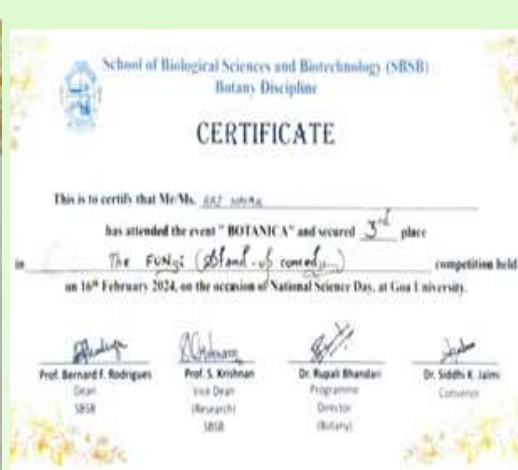 School of Biological Sciences and Biotechnology (SBSB)
Botany Discipline
CERTIFICATE
This is to certify that Mr/Ms. RAJ
has attended the event " BOTANICA" and secured 3rd place
in The FUNgi (Stand-up comedy) competition held
on 16th February 2024, on the occasion of National Science Day, at Goa University.
Prof. Bernard F. Rodrigues
Dean
SBSB
Prof. S. Krishnan
Vice Dean
(Research)
SBSB
Dr. Rupali Bhandari
Programme
Director
(Botany)
Dr. Siddhi K. Jalmi
Convenor